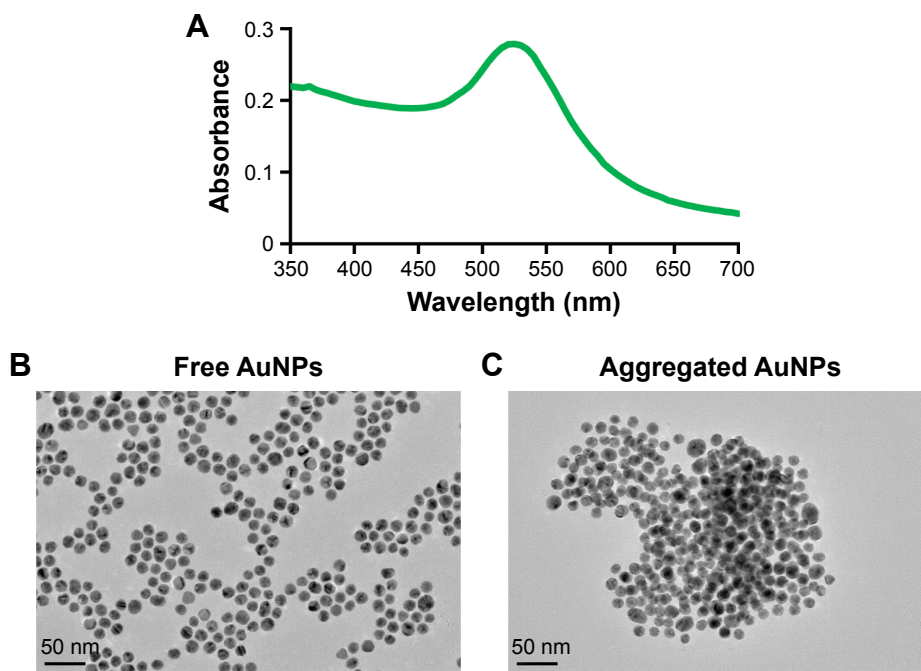 A
Absorbance
0.3
0.2
0.1
0
350 400 450 500 550 600 650 700
Wavelength (nm)
B Free AuNPs
50 nm
C Aggregated AuNPs
50 nm